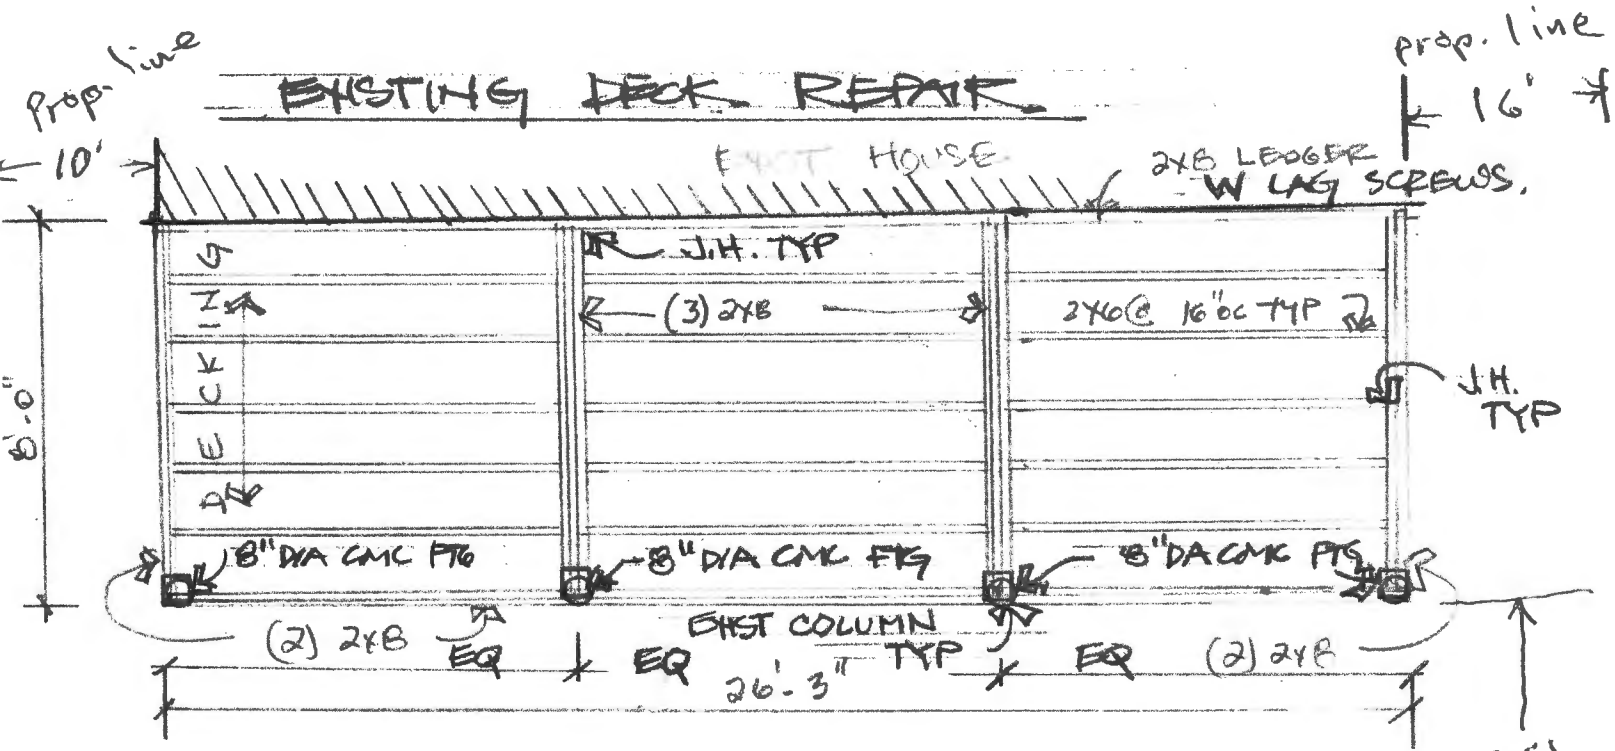 prop. line
10'
EXISTING DECK REPAIR
prop. line
16'
EXIST HOUSE
2x8 LEDGER
W LAG SCREWS.
J.H. TYP
(3) 2x8
2x6@ 16"oc TYP
J.H.
TYP
DECKING
8'-0"
8" DIA CMC FTG
8" DIA CMC FTG
8" DIA CMC FTG
(2) 2x8
EXIST COLUMN
TYP
(2) 2x8
EQ
EQ
EQ
26'-3"